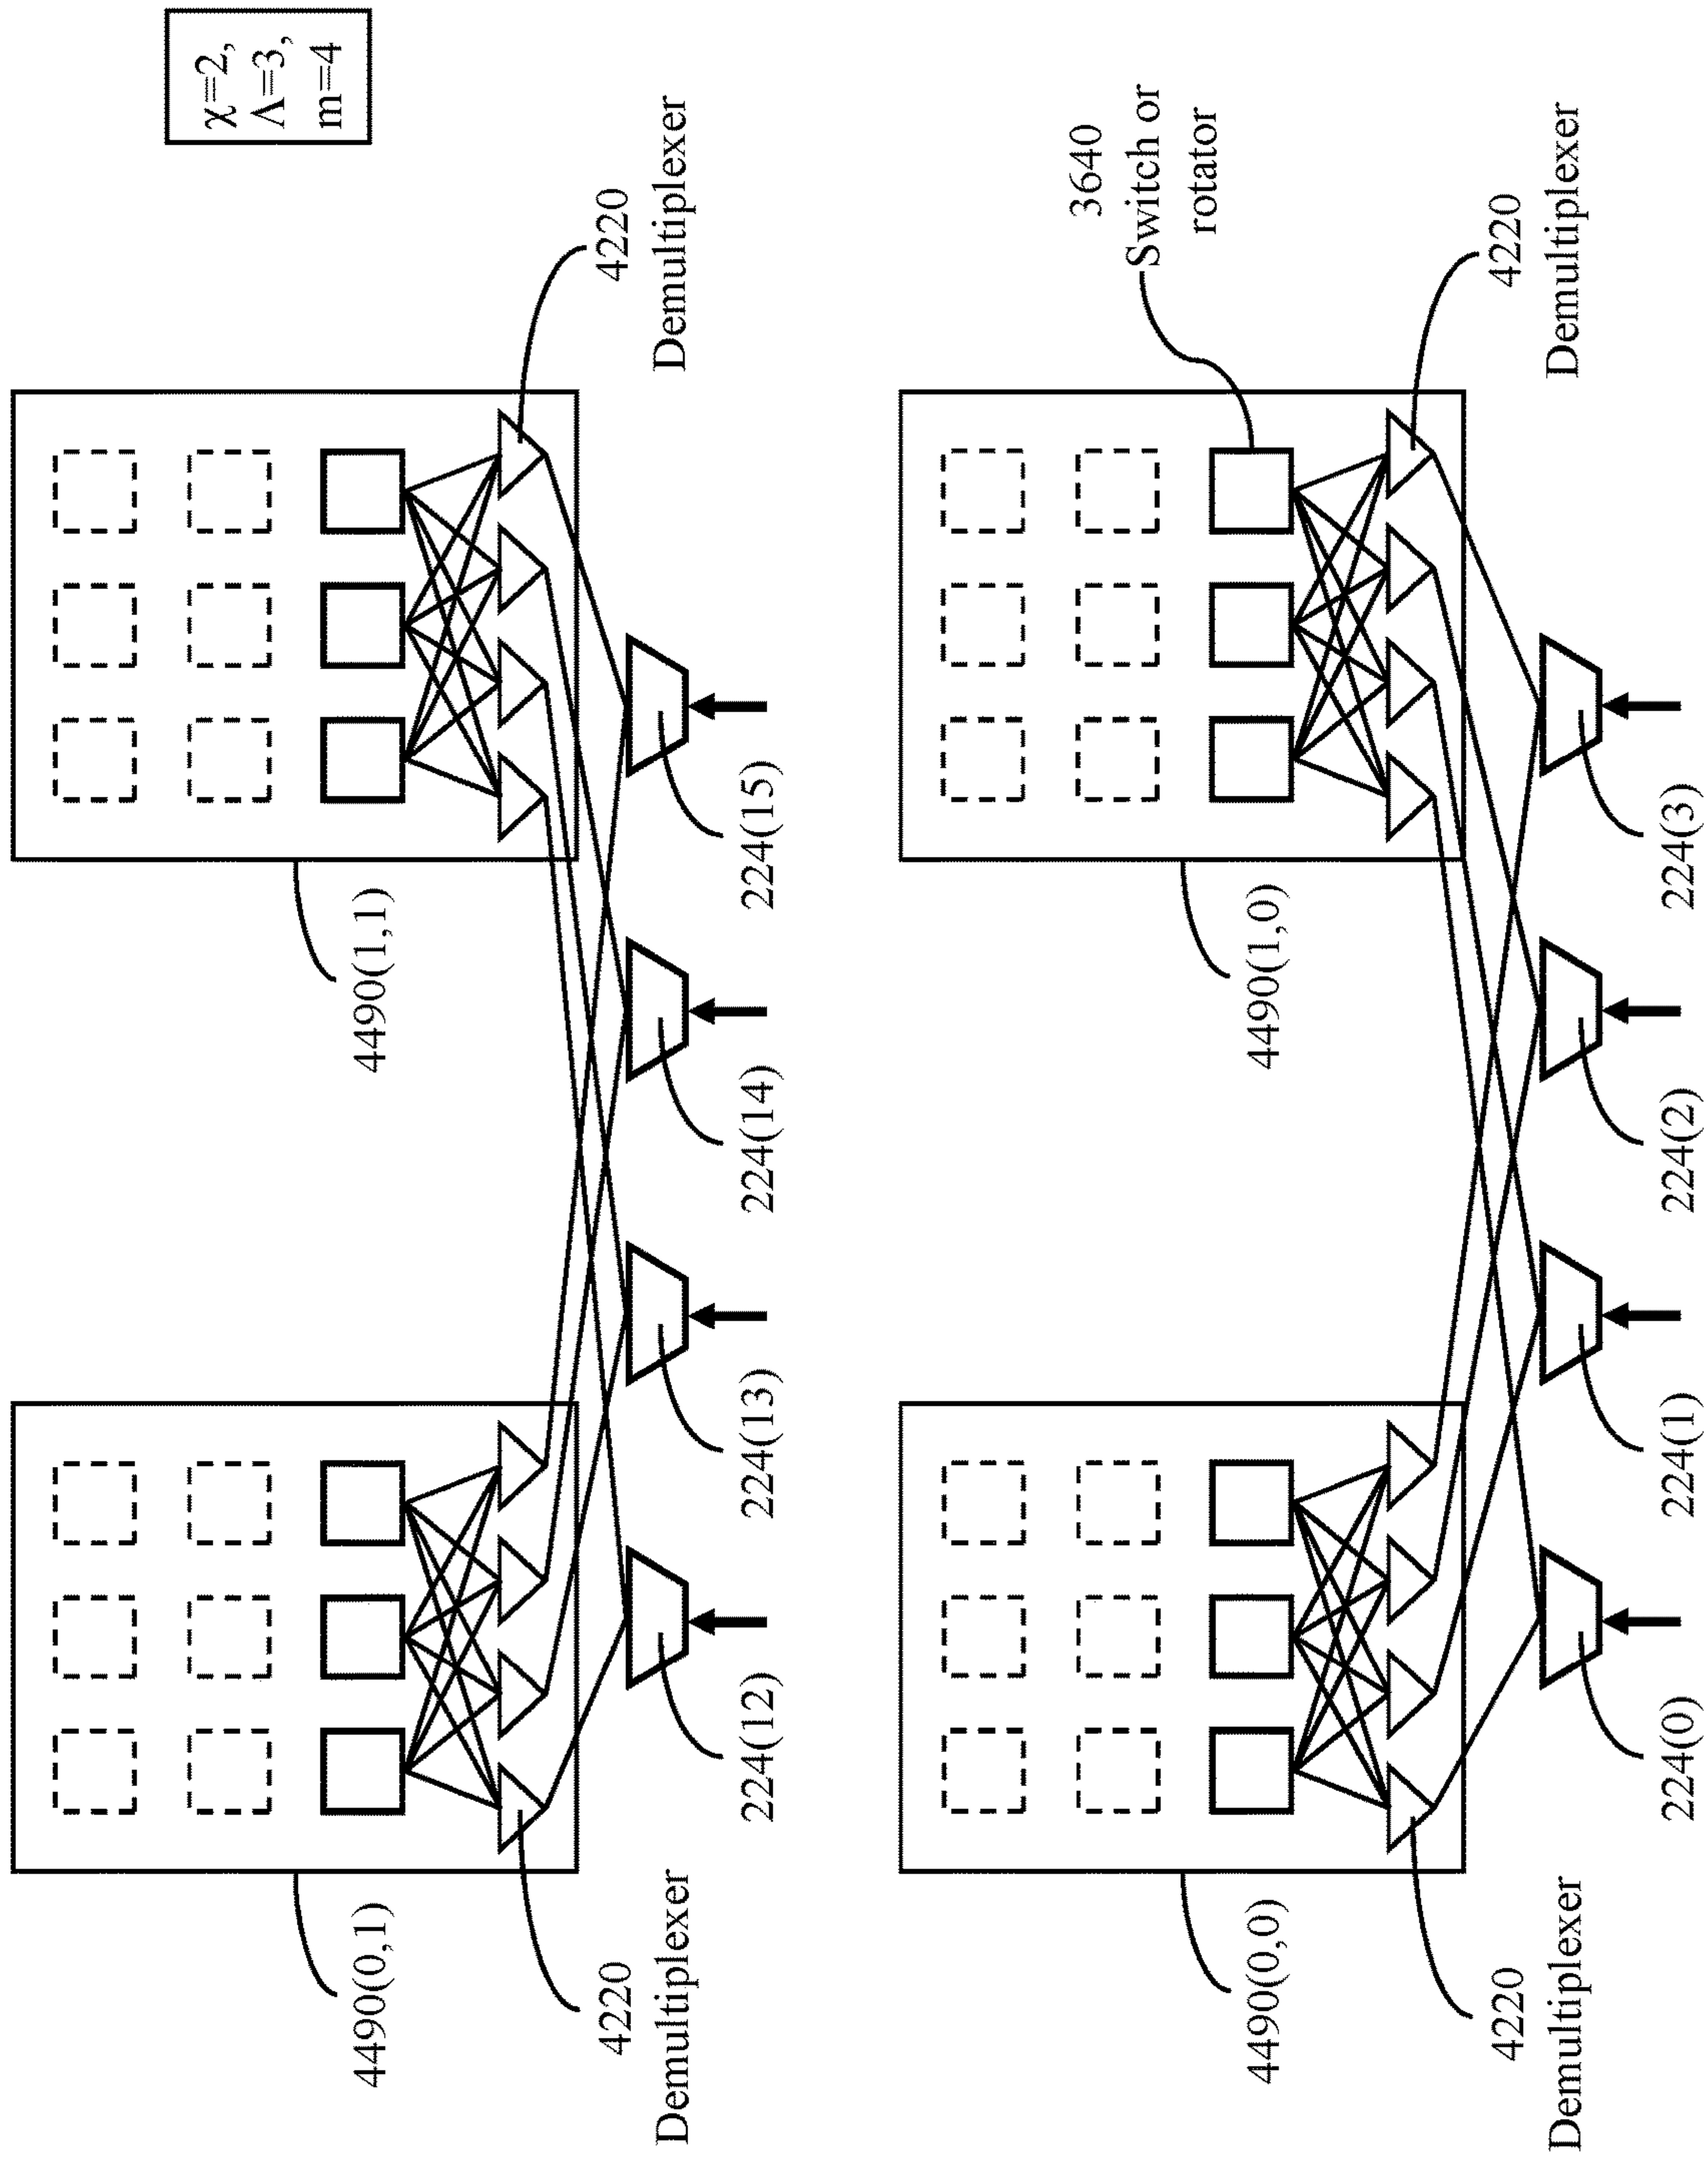 χ=2,
Λ=3,
m=4
4490(0,1)
4490(1,1)
4220
Demultiplexer
4220
Demultiplexer
224(12)
224(13)
224(14)
224(15)
3640
Switch or
rotator
4490(0,0)
4490(1,0)
4220
Demultiplexer
4220
Demultiplexer
224(0)
224(1)
224(2)
224(3)